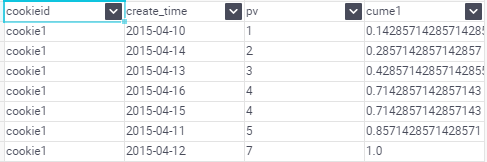 cookieid create_time pv cume1
cookie1 2015-04-10 1 0.1428571428571428
cookie1 2015-04-14 2 0.2857142857142857
cookie1 2015-04-13 3 0.4285714285714285
cookie1 2015-04-16 4 0.7142857142857143
cookie1 2015-04-15 4 0.7142857142857143
cookie1 2015-04-11 5 0.8571428571428571
cookie1 2015-04-12 7 1.0